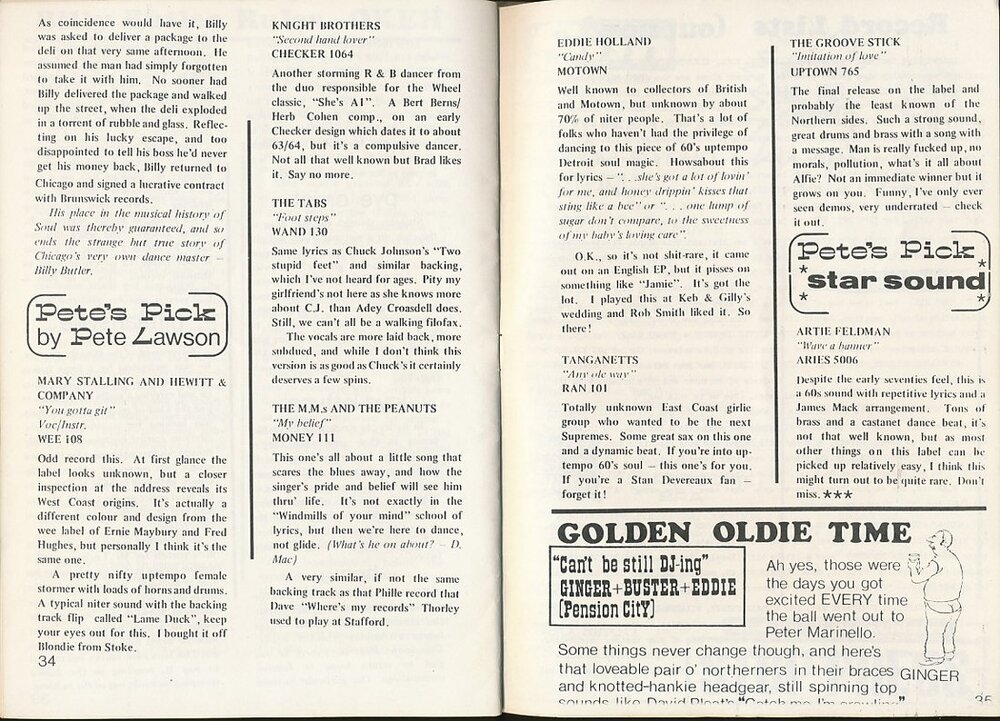 As coincidence would have it, Billy
was asked to deliver a package to the
deli on that very same afternoon. He
assumed the man had simply forgotten
to take it with him. No sooner had
Billy delivered the package and walked
up the street, when the deli exploded
in a torrent of rubble and glass. Reflec-
ting on his lucky escape, and too
disappointed to tell his boss he'd never
get his money back, Billy returned to
Chicago and signed a lucrative contract
with Brunswick records.
His place in the musical history of
Soul was thereby guaranteed, and so
ends the strange but true story of
Chicago's very own dance master –
Billy Butler.
Pete's Pick
by Pete Lawson
MARY STALLING AND HEWITT &
COMPANY
"You gotta git"
Voc/Instr.
WEE 108
Odd record this. At first glance the
label looks unknown, but a closer
inspection at the address reveals its
West Coast origins. It's actually a
different colour and design from the
wee label of Ernie Maybury and Fred
Hughes, but personally I think it's the
same one.
A pretty nifty uptempo female
stormer with loads of horns and drums.
A typical niter sound with the backing
track flip called "Lame Duck", keep
your eyes out for this. I bought it off
Blondie from Stoke.
34
KNIGHT BROTHERS
"Second hand lover"
CHECKER 1064
Another storming R & B dancer from
the duo responsible for the Wheel
classic, "She's A1". A Bert Berns/
Herb Cohen comp., on an early
Checker design which dates it to about
63/64, but it's a compulsive dancer.
Not all that well known but Brad likes
it. Say no more.
THE TABS
"Foot steps"
WAND 130
Same lyrics as Chuck Johnson's "Two
stupid feet" and similar backing,
which I've not heard for ages. Pity my
girlfriend's not here as she knows more
about C.J. than Adey Croasdell does.
Still, we can't all be a walking filofax.
The vocals are more laid back, more
subdued, and while I don't think this
version is as good as Chuck's it certainly
deserves a few spins.
THE M.M.s AND THE PEANUTS
"My belief"
MONEY 111
This one's all about a little song that
scares the blues away, and how the
singer's pride and belief will see him
thru' life. It's not exactly in the
"Windmills of your mind" school of
lyrics, but then we're here to dance,
not glide. (What's he on about? – D.
Mac)
A very similar, if not the same
backing track as that Phille record that
Dave "Where's my records" Thorley
used to play at Stafford.
EDDIE HOLLAND
"Candy"
MOTOWN
Well known to collectors of British
and Motown, but unknown by about
70% of niter people. That's a lot of
folks who haven't had the privilege of
dancing to this piece of 60's uptempo
Detroit soul magic. Howsabout this
for lyrics – ". . .she's got a lot of lovin'
for me, and honey drippin' kisses that
sting like a bee" or ". . . one lump of
sugar don't compare, to the sweetness
of my baby's loving care".
O.K., so it's not shit-rare, it came
out on an English EP, but it pisses on
something like "Jamie". It's got the
lot. I played this at Keb & Gilly's
wedding and Rob Smith liked it. So
there!
TANGANETTS
"Any ole way"
RAN 101
Totally unknown East Coast girlie
group who wanted to be the next
Supremes. Some great sax on this one
and a dynamic beat. If you're into up-
tempo 60's soul – this one's for you.
If you're a Stan Devereaux fan –
forget it!
THE GROOVE STICK
"Imitation of love"
UPTOWN 765
The final release on the label and
probably the least known of the
Northern sides. Such a strong sound,
great drums and brass with a song with
a message. Man is really fucked up, no
morals, pollution, what's it all about
Alfie? Not an immediate winner but it
grows on you. Funny, I've only ever
seen demos, very underrated – check
it out.
Pete's Pick
*star sound*
ARTIE FELDMAN
"Wave a banner"
ARIES 5006
Despite the early seventies feel, this is
a 60s sound with repetitive lyrics and a
James Mack arrangement. Tons of
brass and a castanet dance beat, it's
not that well known, but as most
other things on this label can be
picked up relatively easy, I think this
might turn out to be quite rare. Don't
miss. ★★★
GOLDEN OLDIE TIME
"Can't be still DJ-ing"
GINGER+BUSTER+EDDIE
(Pension City)
Ah yes, those were
the days you got
excited EVERY time
the ball went out to
Peter Marinello.
Some things never change though, and here's
that loveable pair o' northerners in their braces
and knotted-hankie headgear, still spinning top
sounds like David Pleat's "Catch me I'm crawling"
GINGER
35